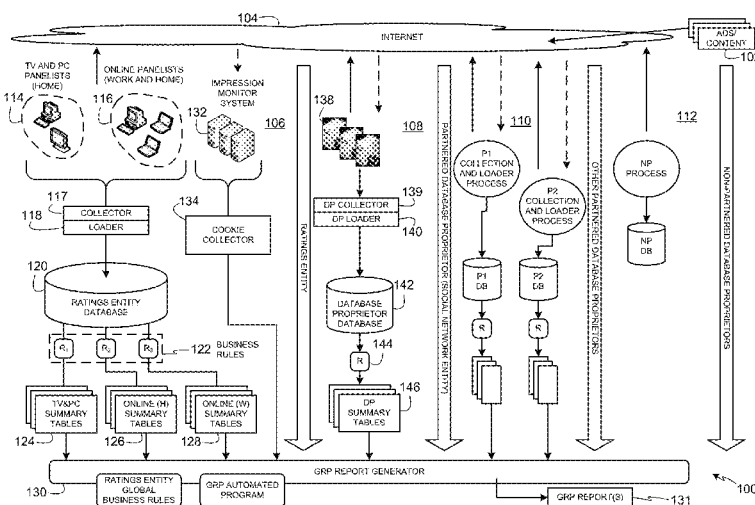 104
INTERNET
ADS/
CONTENT
102
TV AND PC
PANELISTS
(HOME)
114
ONLINE PANELISTS
(WORK AND HOME)
116
IMPRESSION
MONITOR
SYSTEM
132
106
138
108
110
112
117
COLLECTOR
118
LOADER
134
COOKIE
COLLECTOR
DP COLLECTOR
139
DP LOADER
140
P1
COLLECTION
AND LOADER
PROCESS
P2
COLLECTION
AND LOADER
PROCESS
NP
PROCESS
NP
DB
120
RATINGS ENTITY
DATABASE
DATABASE
PROPRIETOR
DATABASE
142
P1
DB
P2
DB
R1
R2
R3
BUSINESS
RULES
122
R
144
R
R
TV&PC
SUMMARY
TABLES
124
ONLINE (H)
SUMMARY
TABLES
126
ONLINE (W)
SUMMARY
TABLES
128
DP
SUMMARY
TABLES
146
RATINGS ENTITY
PARTNERED DATABASE PROPRIETOR (SOCIAL NETWORK ENTITY)
OTHER PARTNERED DATABASE PROPRIETORS
NON-PARTNERED DATABASE PROPRIETORS
GRP REPORT GENERATOR
130
RATINGS ENTITY
GLOBAL
BUSINESS RULES
GRP AUTOMATED
PROGRAM
GRP REPORT(S)
131
100